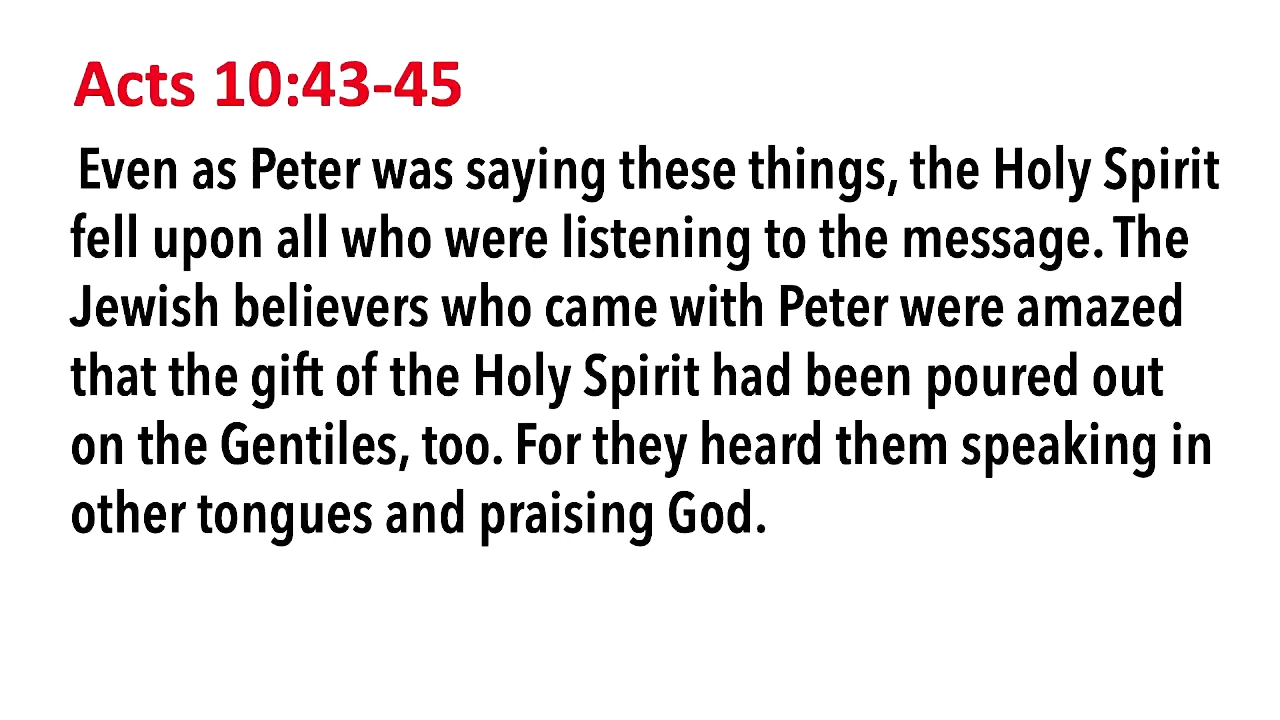 Acts 10:43-45
Even as Peter was saying these things, the Holy Spirit
fell upon all who were listening to the message. The
Jewish believers who came with Peter were amazed
that the gift of the Holy Spirit had been poured out
on the Gentiles, too. For they heard them speaking in
other tongues and praising God.